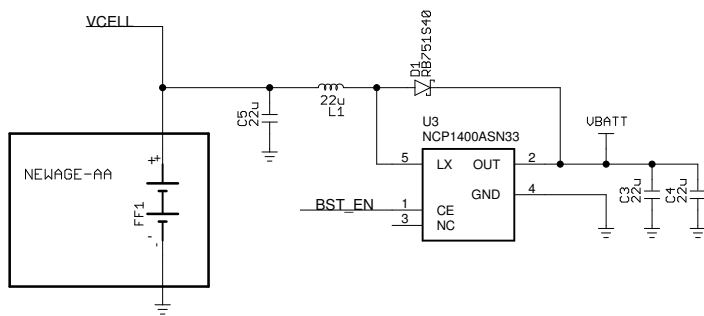 VCELL
D1
RB751S40
C5
22u
22u
L1
U3
NCP1400ASN33
VBATT
NEWAGE-AA
++
FF1
-
-
5
LX
OUT
2
GND
4
BST_EN
1
CE
3
NC
C3
22u
C4
22u